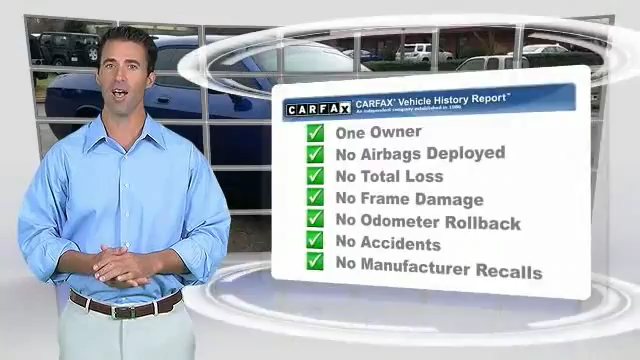 CARFAX CARFAX Vehicle History Report™
An independent company established in 1986
One Owner
No Airbags Deployed
No Total Loss
No Frame Damage
No Odometer Rollback
No Accidents
No Manufacturer Recalls